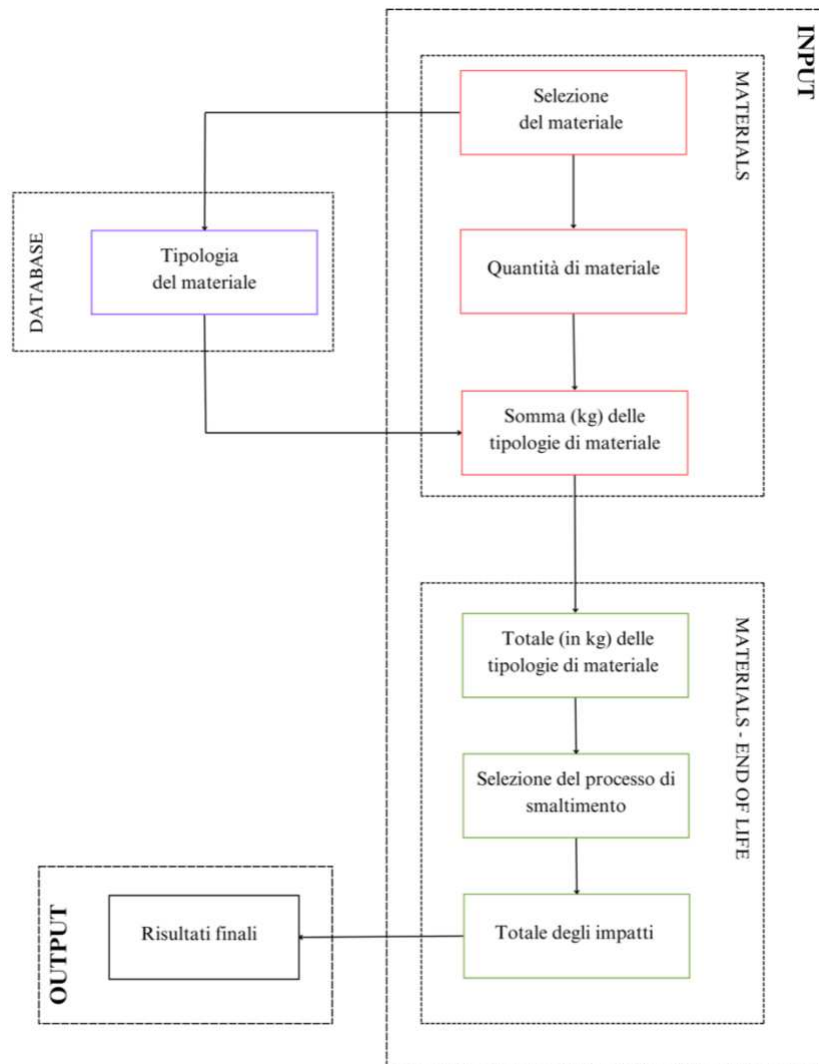 INPUT
MATERIALS
Selezione
del materiale
DATABASE
Tipologia
del materiale
Quantità di materiale
Somma (kg) delle
tipologie di materiale
MATERIALS - END OF LIFE
Totale (in kg) delle
tipologie di materiale
Selezione del processo di
smaltimento
Totale degli impatti
OUTPUT
Risultati finali